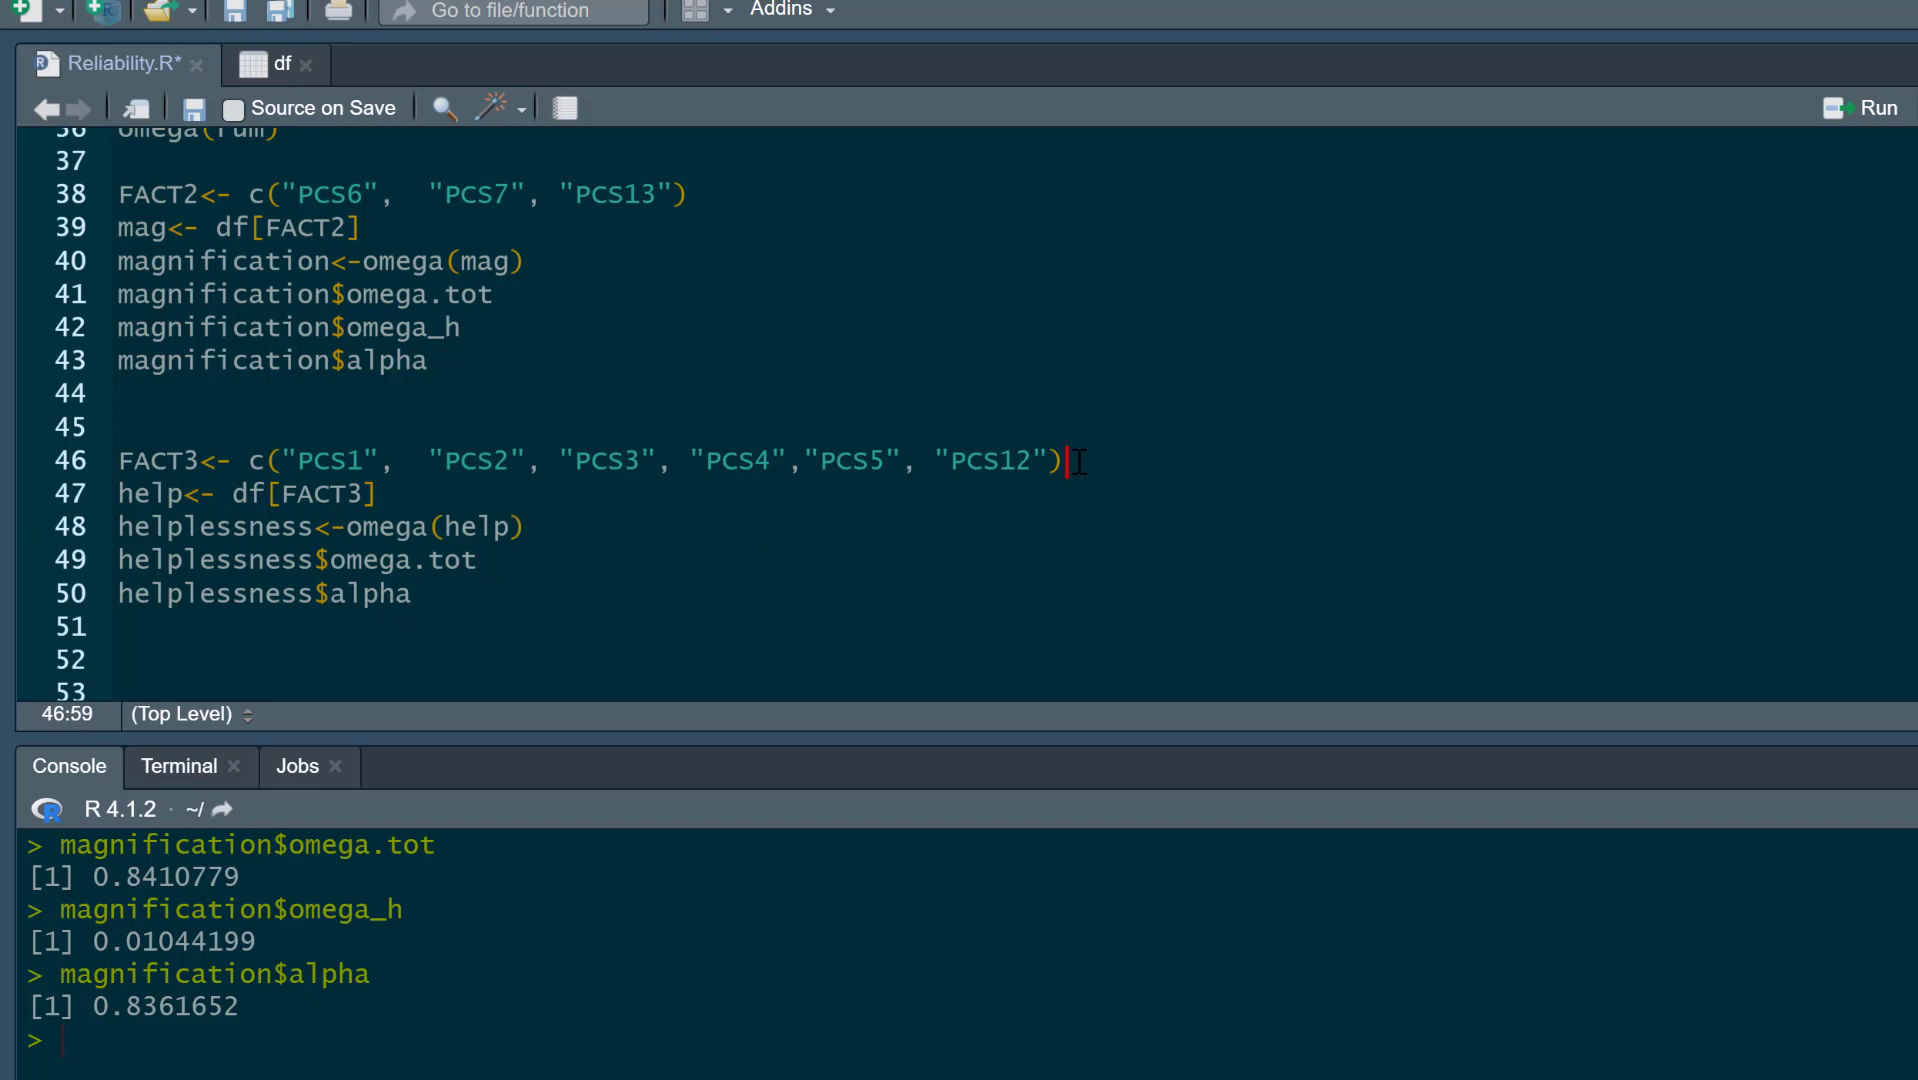 Go to file/function
Addins
Reliability.R*
df
Source on Save
Run
36 omega(rum)
37
38 FACT2<- c("PCS6",  "PCS7", "PCS13")
39 mag<- df[FACT2]
40 magnification<-omega(mag)
41 magnification$omega.tot
42 magnification$omega_h
43 magnification$alpha
44
45
46 FACT3<- c("PCS1",  "PCS2", "PCS3", "PCS4","PCS5", "PCS12")
47 help<- df[FACT3]
48 helplessness<-omega(help)
49 helplessness$omega.tot
50 helplessness$alpha
51
52
53
46:59 (Top Level)
Console Terminal Jobs
R 4.1.2 · ~/
> magnification$omega.tot
[1] 0.8410779
> magnification$omega_h
[1] 0.01044199
> magnification$alpha
[1] 0.8361652
>